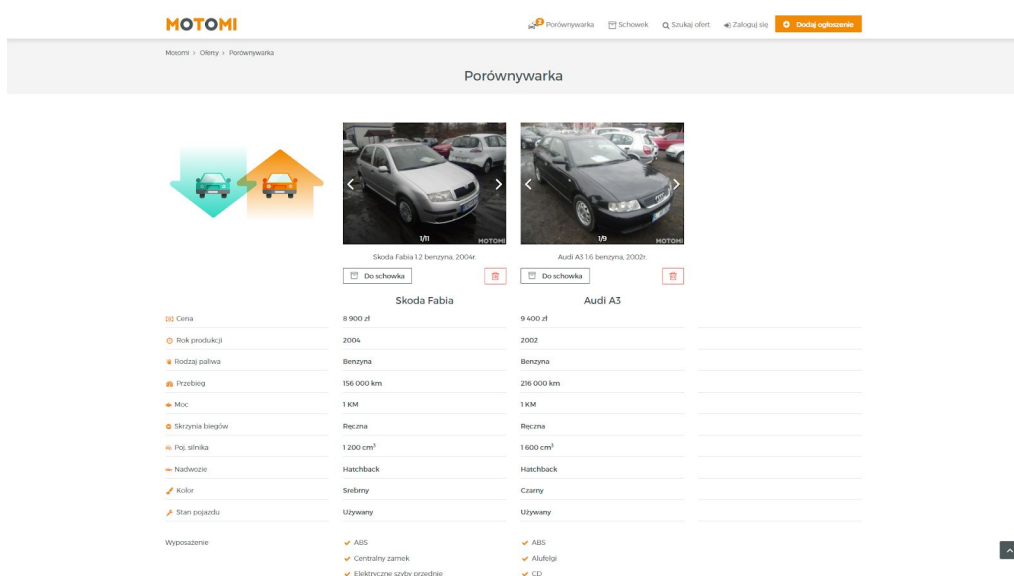 MOTOMI
2 Porównywarka Schowek Szukaj ofert Zaloguj się Dodaj ogłoszenie
Motomi > Oferty > Porównywarka
Porównywarka
1/11 MOTOMI
1/9 MOTOMI
Skoda Fabia 1.2 benzyna, 2004r. Audi A3 1.6 benzyna, 2002r.
Do schowka Do schowka
Skoda Fabia Audi A3
Cena 8 900 zł 9 400 zł
Rok produkcji 2004 2002
Rodzaj paliwa Benzyna Benzyna
Przebieg 156 000 km 216 000 km
Moc 1 KM 1 KM
Skrzynia biegów Ręczna Ręczna
Poj. silnika 1 200 cm³ 1 600 cm³
Nadwozie Hatchback Hatchback
Kolor Srebrny Czarny
Stan pojazdu Używany Używany
Wyposażenie ABS ABS
Centralny zamek Alufelgi
Elektryczne szyby przednie CD